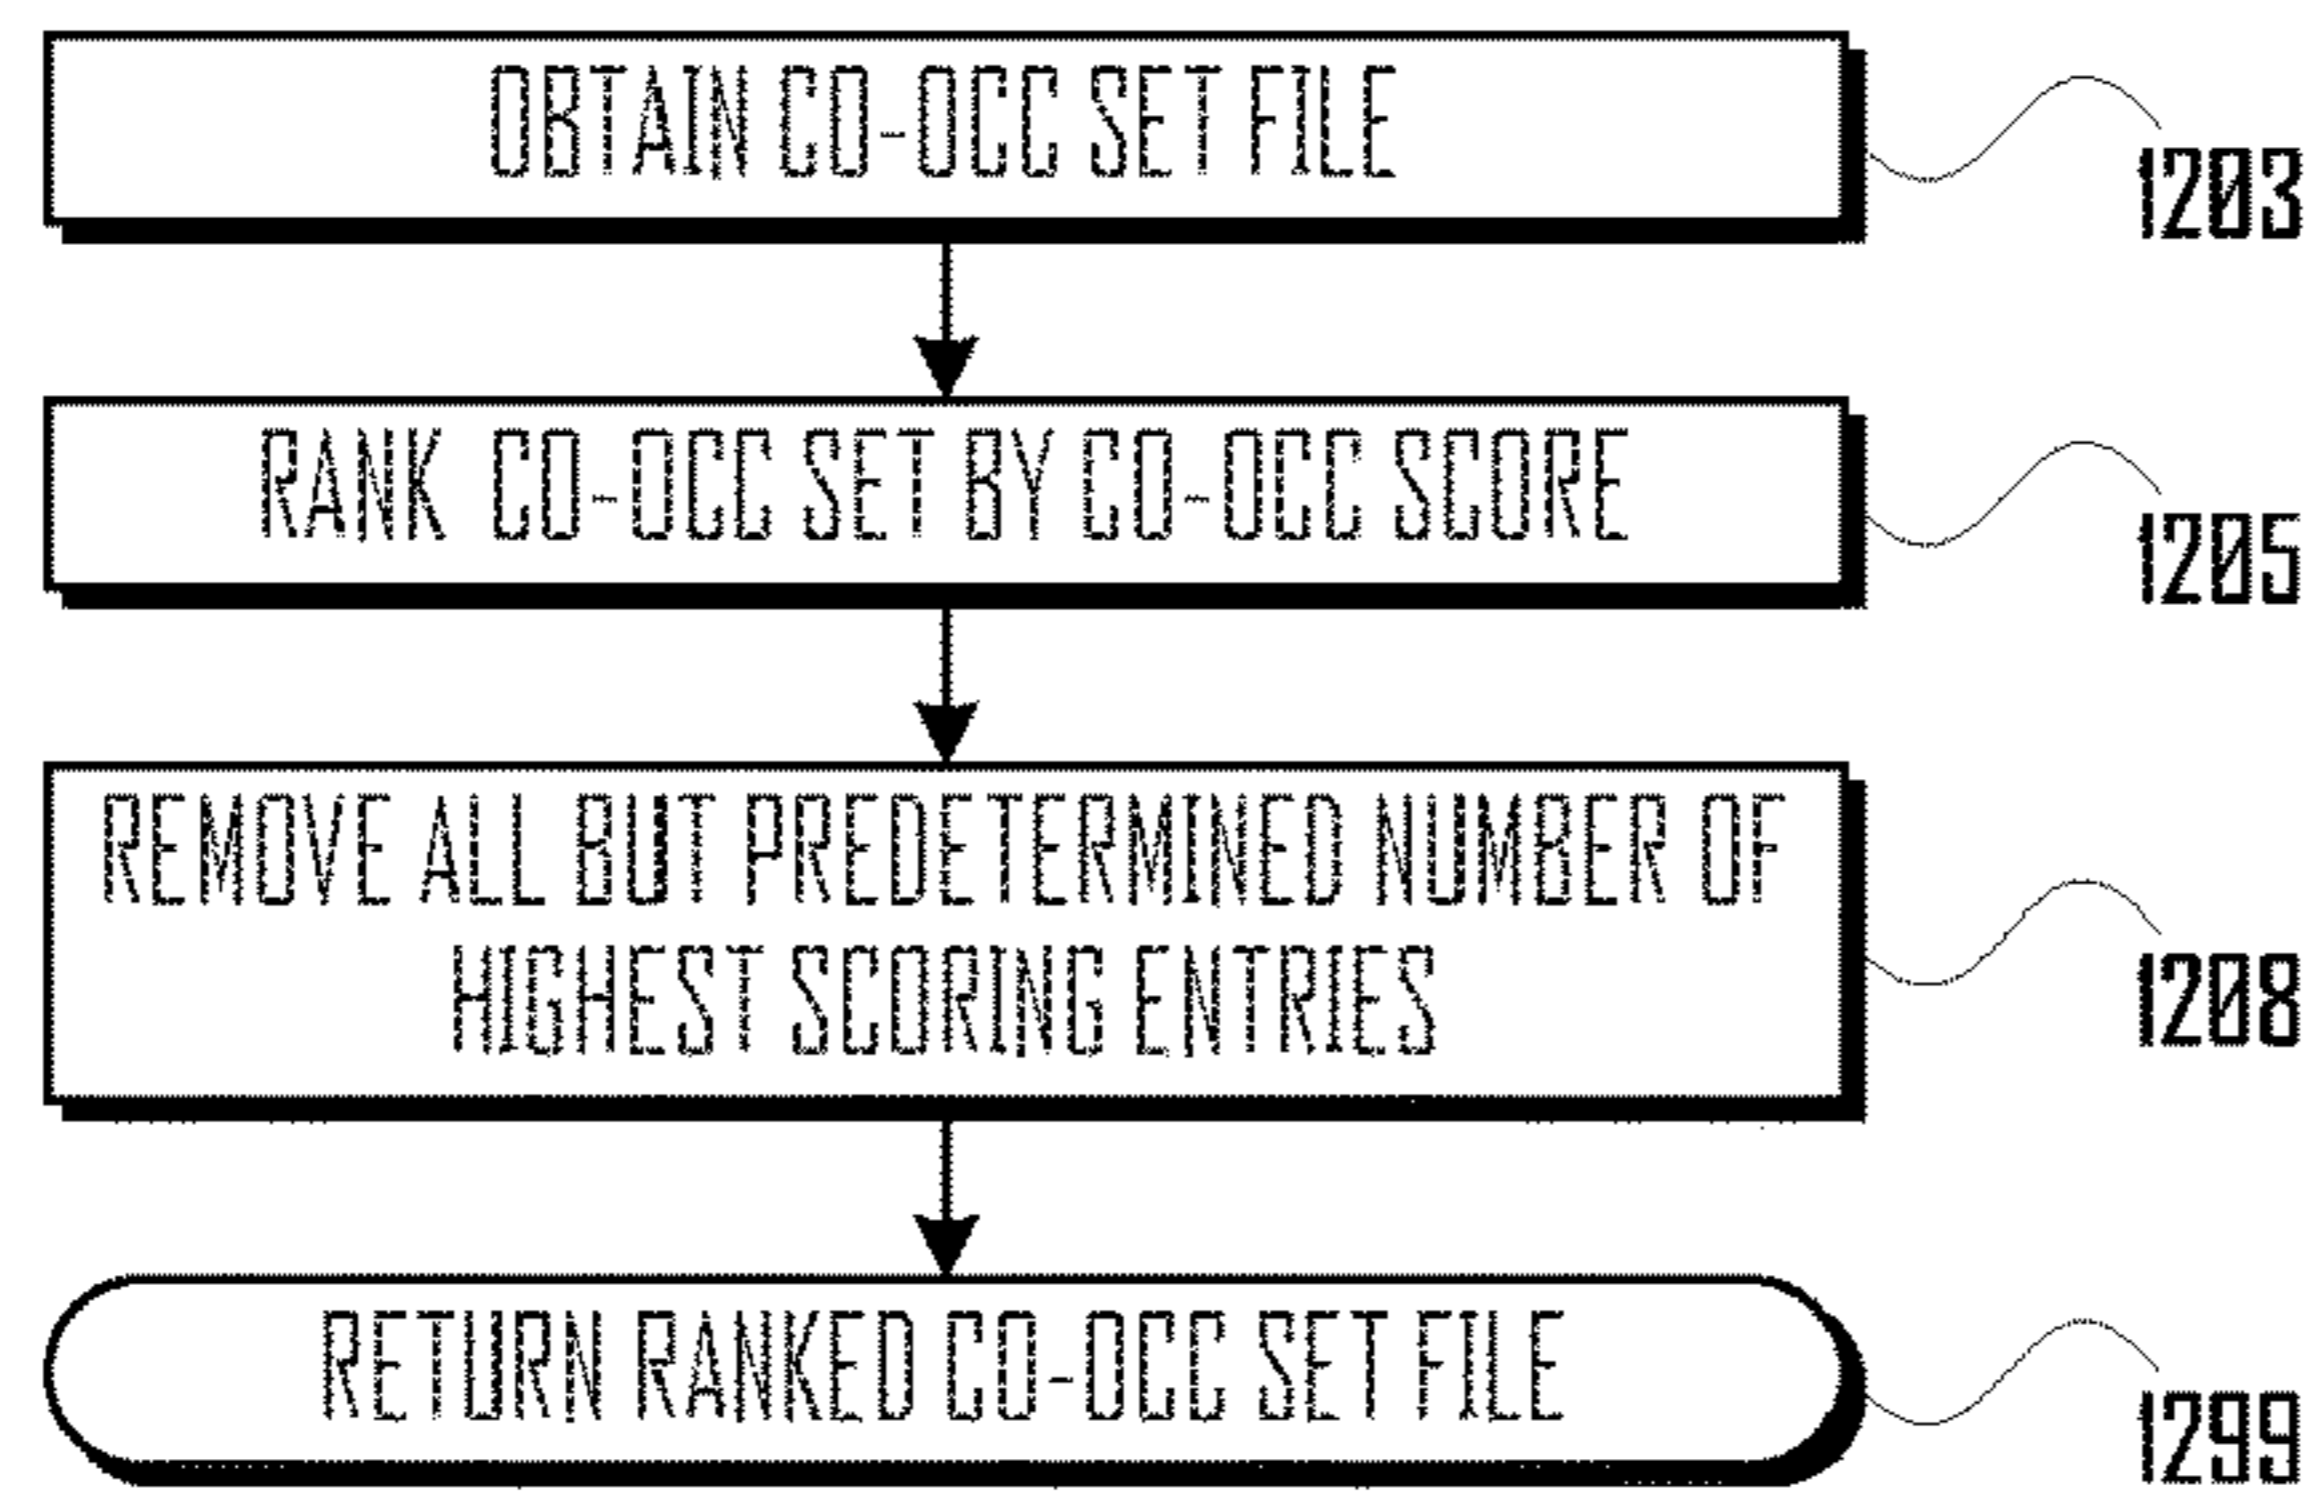 OBTAIN CO-OCC SET FILE
1203
RANK CO-OCC SET BY CO-OCC SCORE
1205
REMOVE ALL BUT PREDETERMINED NUMBER OF
HIGHEST SCORING ENTRIES
1208
RETURN RANKED CO-OCC SET FILE
1299